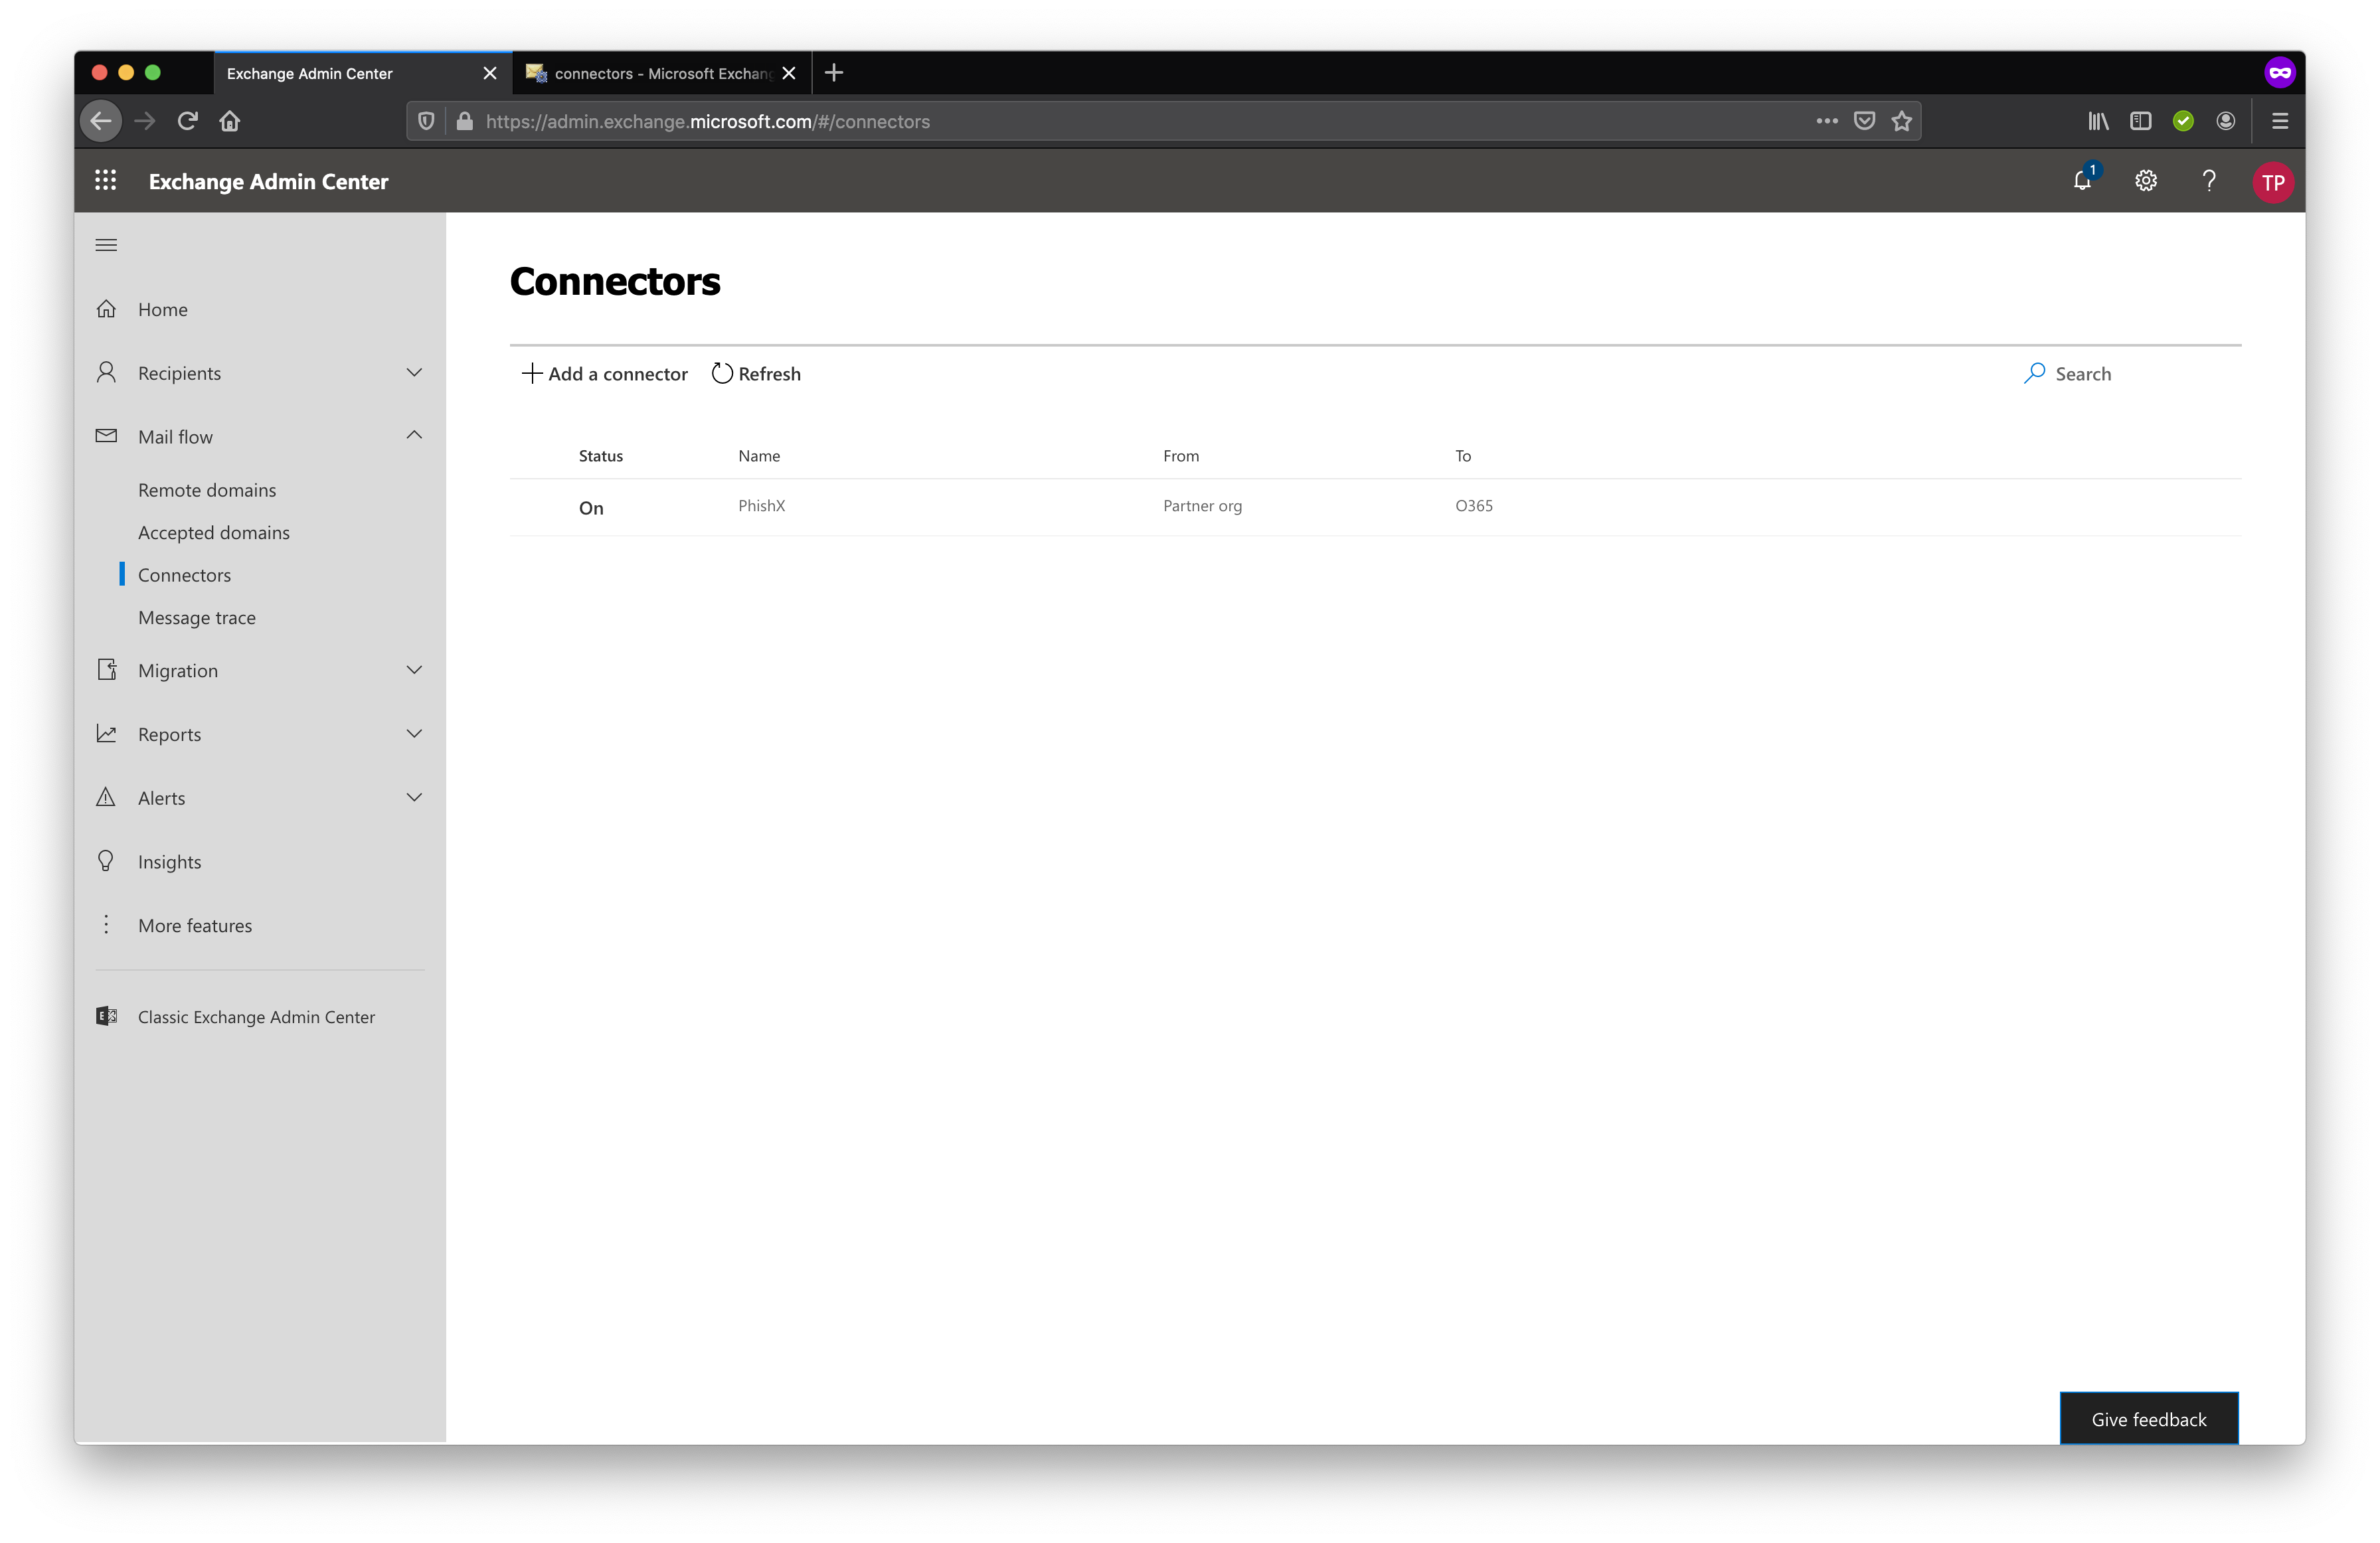 Exchange Admin Center
connectors - Microsoft Exchang
https://admin.exchange.microsoft.com/#/connectors
Exchange Admin Center
1
TP
Home
Recipients
Mail flow
Remote domains
Accepted domains
Connectors
Message trace
Migration
Reports
Alerts
Insights
More features
Classic Exchange Admin Center
Connectors
Add a connector Refresh Search
Status Name From To
On PhishX Partner org O365
Give feedback